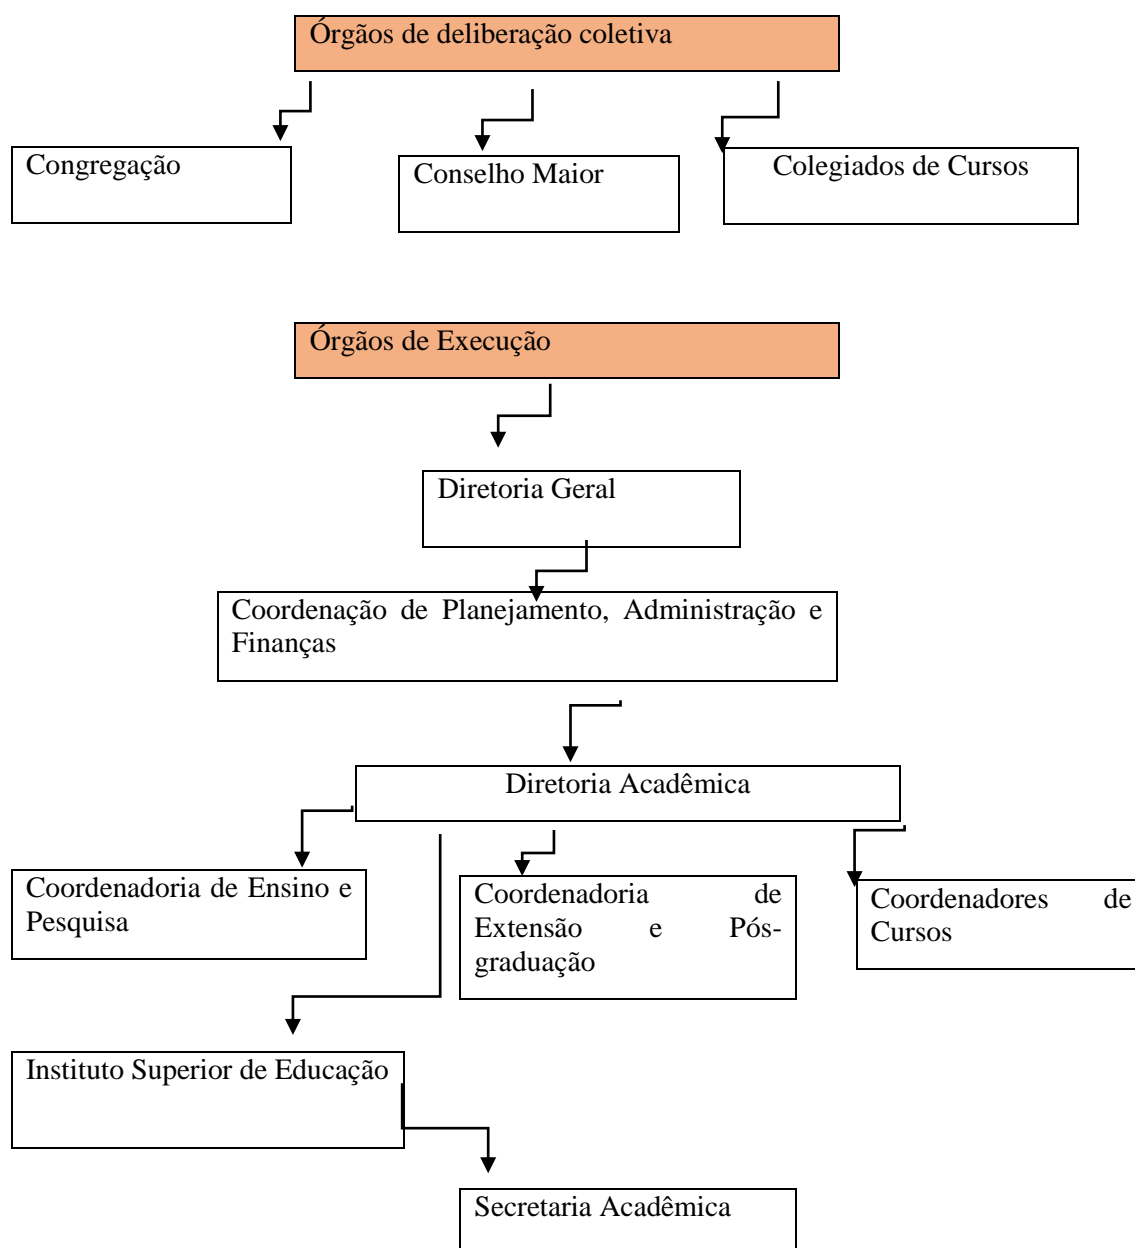 Órgãos de deliberação coletiva
Congregação
Conselho Maior
Colegiados de Cursos
Órgãos de Execução
Diretoria Geral
Coordenação de Planejamento, Administração e
Finanças
Diretoria Acadêmica
Coordenadoria de Ensino e
Pesquisa
Coordenadoria de
Extensão e Pós-
graduação
Coordenadores de
Cursos
Instituto Superior de Educação
Secretaria Acadêmica